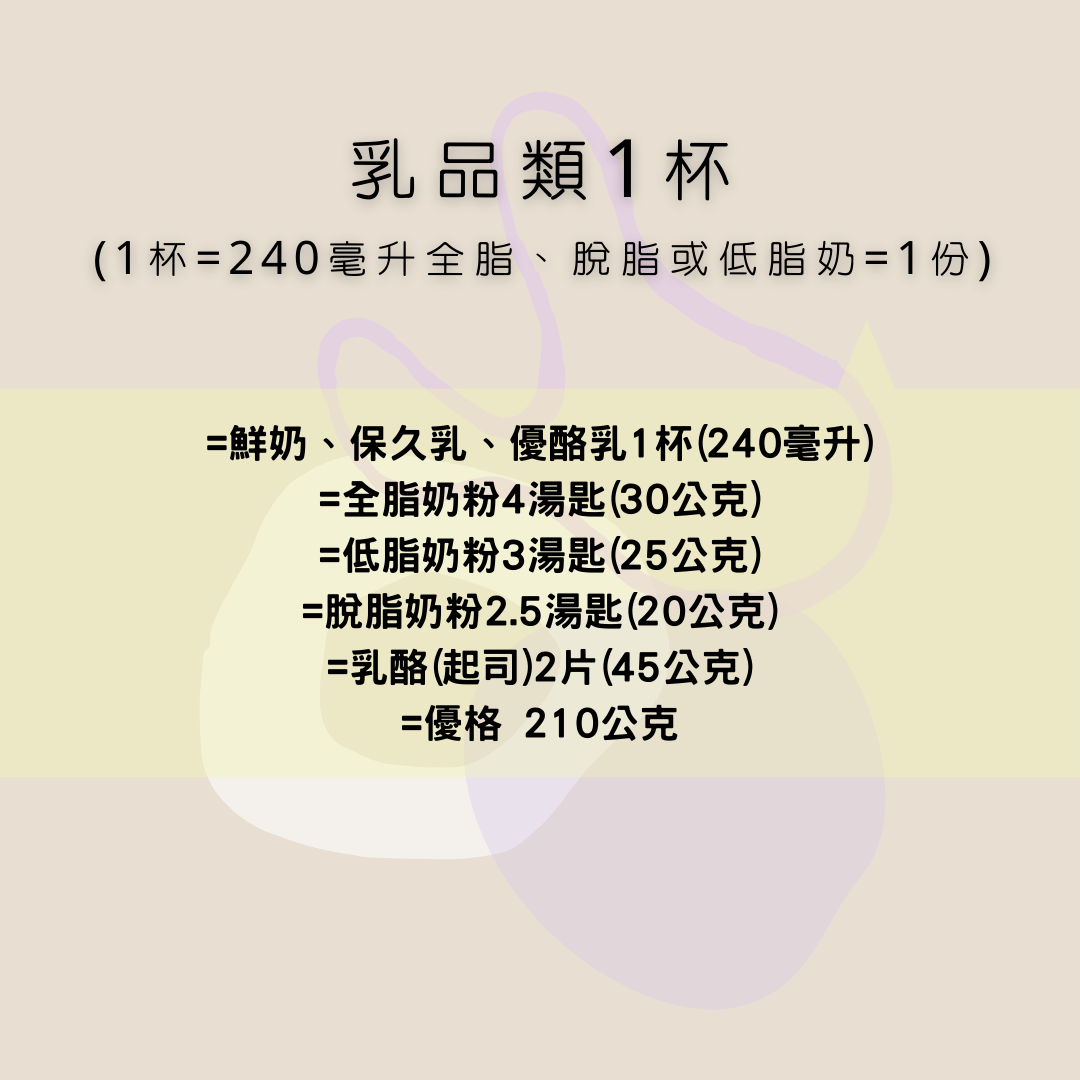 乳品類1杯
(1杯=240毫升全脂、脫脂或低脂奶=1份)
=鮮奶、保久乳、優酪乳1杯(240毫升)
=全脂奶粉4湯匙(30公克)
=低脂奶粉3湯匙(25公克)
=脫脂奶粉2.5湯匙(20公克)
=乳酪(起司)2片(45公克)
=優格 210公克